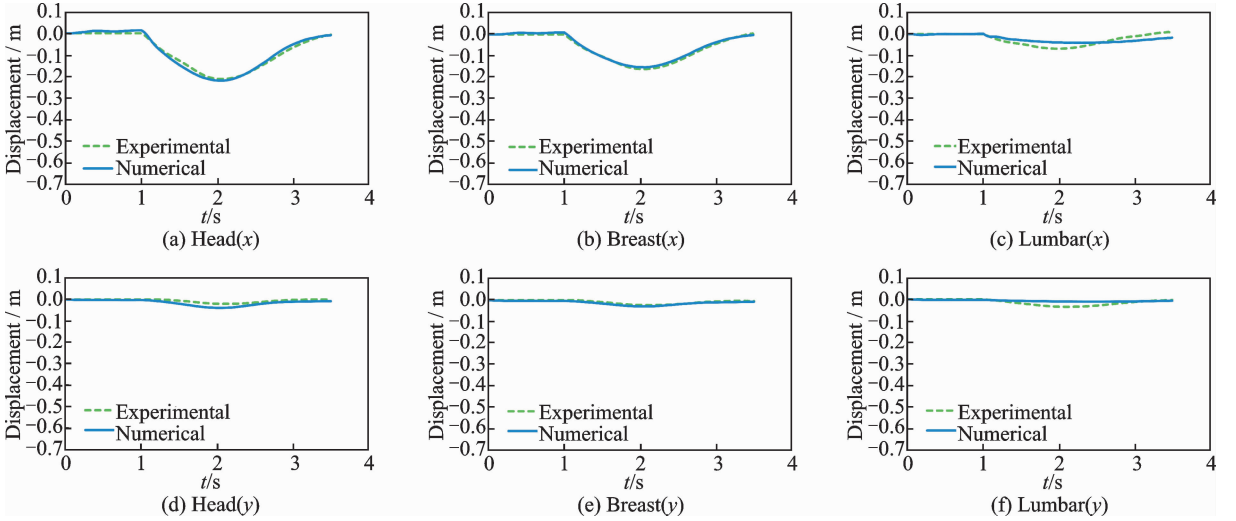 Displacement / m
0.1
0.0
−0.1
−0.2
−0.3
−0.4
−0.5
−0.6
−0.7
Experimental
Numerical
0 1 2 3 4
t/s
(a) Head(x)
Displacement / m
0.1
0.0
−0.1
−0.2
−0.3
−0.4
−0.5
−0.6
−0.7
Experimental
Numerical
0 1 2 3 4
t/s
(b) Breast(x)
Displacement / m
0.1
0.0
−0.1
−0.2
−0.3
−0.4
−0.5
−0.6
−0.7
Experimental
Numerical
0 1 2 3 4
t/s
(c) Lumbar(x)
Displacement / m
0.1
0.0
−0.1
−0.2
−0.3
−0.4
−0.5
−0.6
−0.7
Experimental
Numerical
0 1 2 3 4
t/s
(d) Head(y)
Displacement / m
0.1
0.0
−0.1
−0.2
−0.3
−0.4
−0.5
−0.6
−0.7
Experimental
Numerical
0 1 2 3 4
t/s
(e) Breast(y)
Displacement / m
0.1
0.0
−0.1
−0.2
−0.3
−0.4
−0.5
−0.6
−0.7
Experimental
Numerical
0 1 2 3 4
t/s
(f) Lumbar(y)